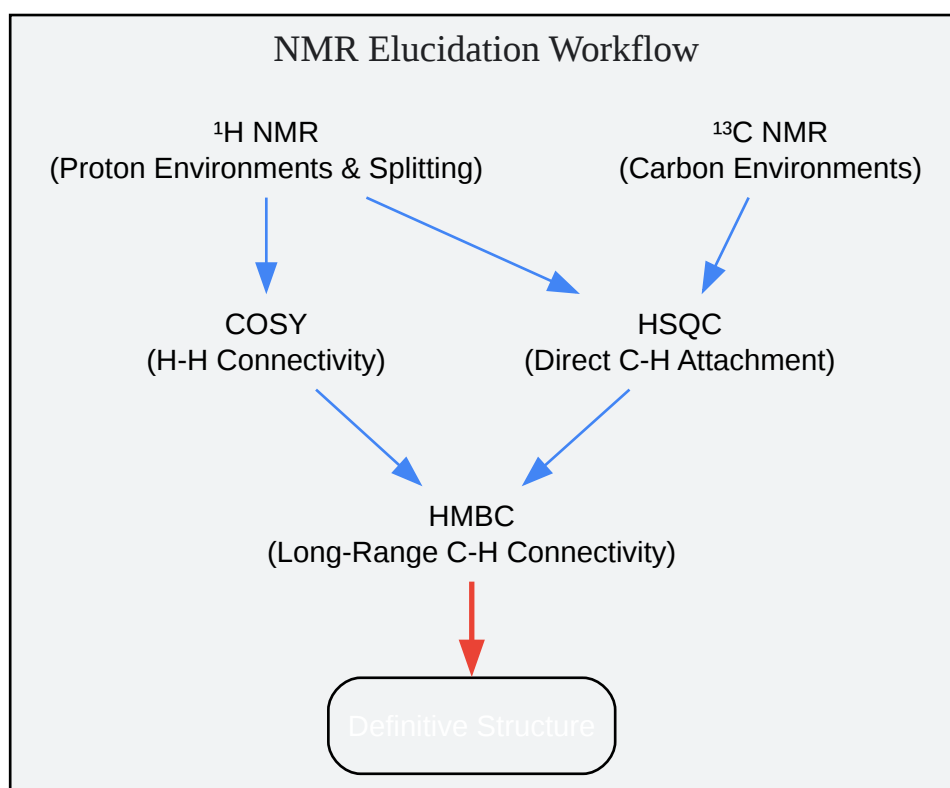 NMR Elucidation Workflow
¹H NMR
(Proton Environments & Splitting)
¹³C NMR
(Carbon Environments)
COSY
(H-H Connectivity)
HSQC
(Direct C-H Attachment)
HMBC
(Long-Range C-H Connectivity)
Definitive Structure